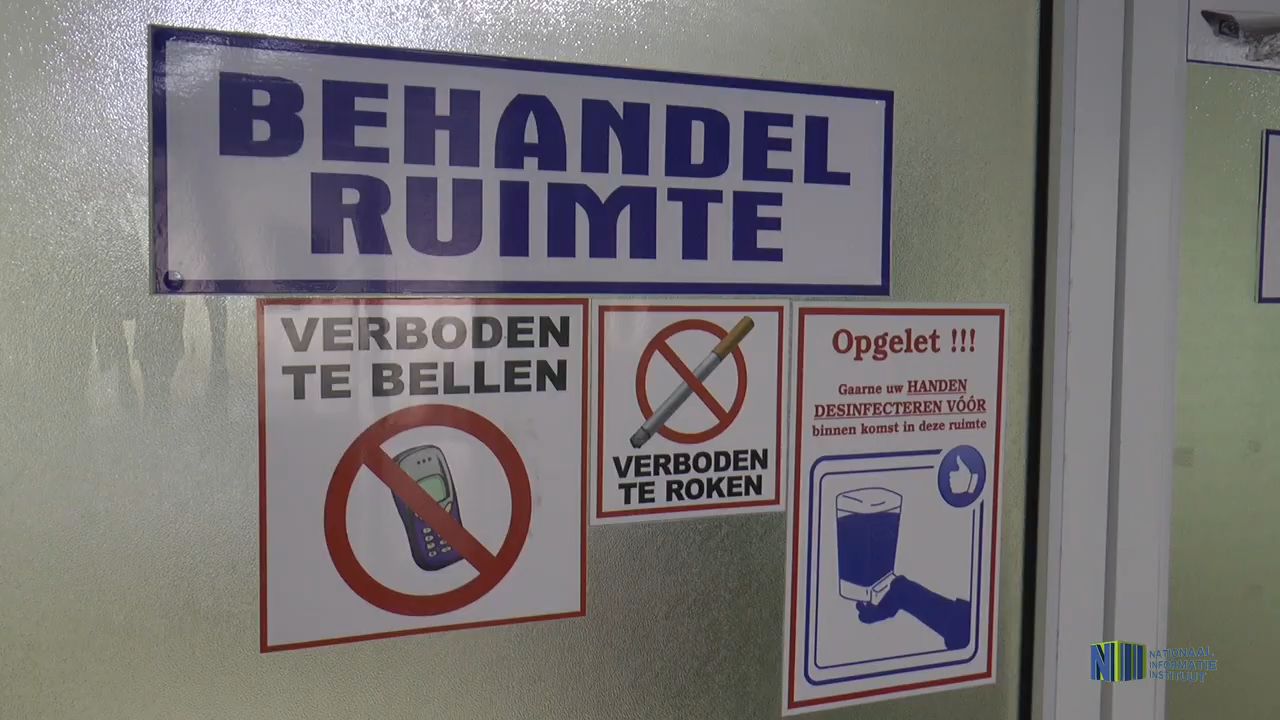 BEHANDEL
RUIMTE
VERBODEN
TE BELLEN
VERBODEN
TE ROKEN
Opgelet !!!
Gaarne uw HANDEN
DESINFECTEREN VÓÓR
binnen komst in deze ruimte
NATIONAAL
INFORMATIE
INSTITUUT